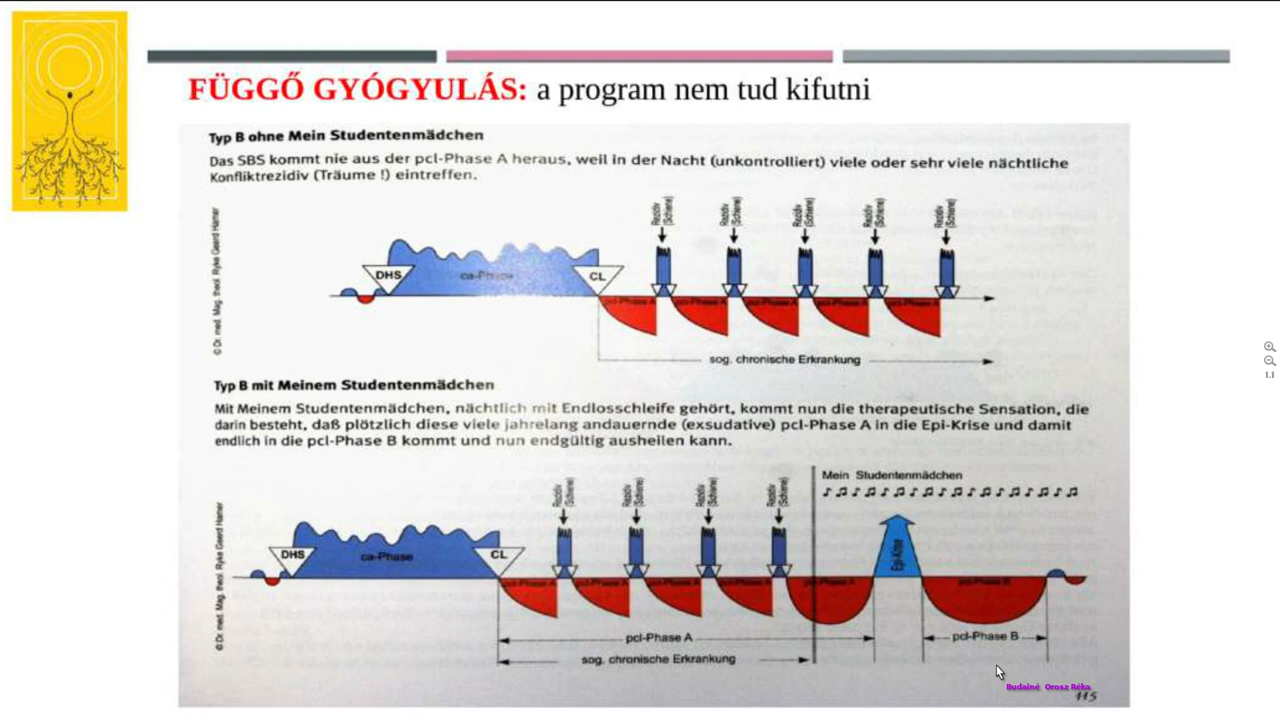 FÜGGŐ GYÓGYULÁS: a program nem tud kifutni
Typ B ohne Mein Studentenmädchen
Das SBS kommt nie aus der pcl-Phase A heraus, weil in der Nacht (unkontrolliert) viele oder sehr viele nächtliche
Konfliktrezidiv (Träume !) eintreffen.
© Dr. med. Mag. theol. Ryke Geerd Hamer
Rezidiv (Schiene)
Rezidiv (Schiene)
Rezidiv (Schiene)
Rezidiv (Schiene)
Rezidiv (Schiene)
DHS
ca-Phase
CL
pcl-Phase A
pcl-Phase A
pcl-Phase A
pcl-Phase A
pcl-Phase A
sog. chronische Erkrankung
Typ B mit Meinem Studentenmädchen
Mit Meinem Studentenmädchen, nächtlich mit Endlosschleife gehört, kommt nun die therapeutische Sensation, die
darin besteht, daß plötzlich diese viele jahrelang andauernde (exsudative) pcl-Phase A in die Epi-Krise und damit
endlich in die pcl-Phase B kommt und nun endgültig ausheilen kann.
© Dr. med. Mag. theol. Ryke Geerd Hamer
Rezidiv (Schiene)
Rezidiv (Schiene)
Rezidiv (Schiene)
Rezidiv (Schiene)
Mein Studentenmädchen
DHS
ca-Phase
CL
Epi-Krise
pcl-Phase A
pcl-Phase A
pcl-Phase A
pcl-Phase A
pcl-Phase A
pcl-Phase B
pcl-Phase A
pcl-Phase B
sog. chronische Erkrankung
Budainé Orosz Réka
115
1:1